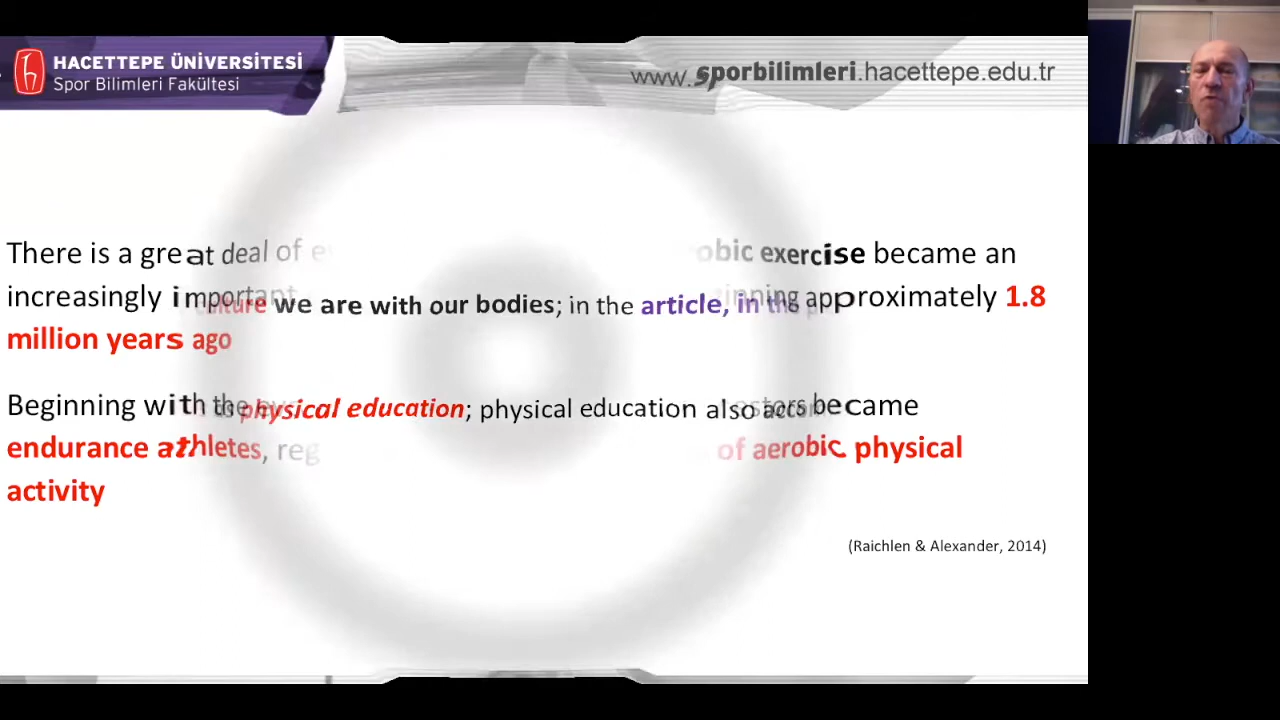 HACETTEPE ÜNİVERSİTESİ
Spor Bilimleri Fakültesi
www.sporbilimleri.hacettepe.edu.tr
There is a great deal of exercise became an
increasingly important approximately 1.8
culture we are with our bodies; in the article, in the
million years ago
Beginning with the became
physical education; physical education also
endurance athletes, of aerobic physical
activity
(Raichlen & Alexander, 2014)